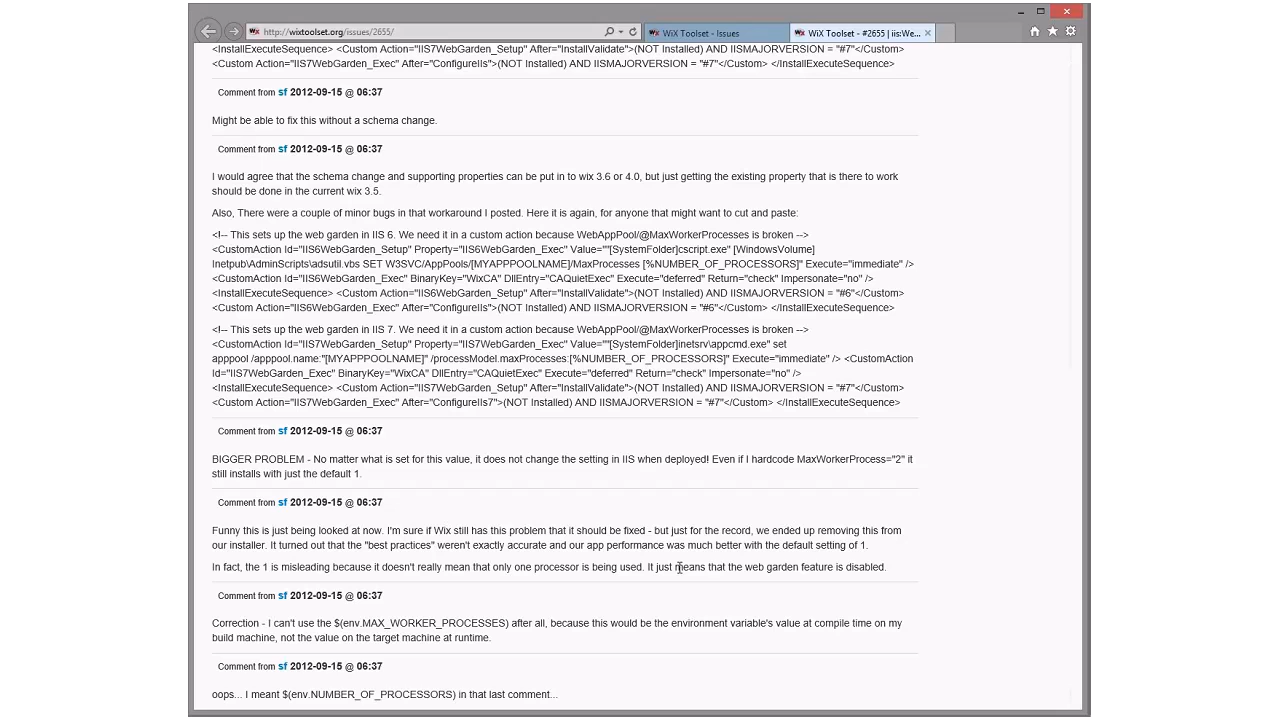 http://wixtoolset.org/issues/2655/
WiX Toolset - Issues
WiX Toolset - #2655 | iis:We...
<InstallExecuteSequence> <Custom Action="IIS7WebGarden_Setup" After="InstallValidate">(NOT Installed) AND IISMAJORVERSION = "#7"</Custom>
<Custom Action="IIS7WebGarden_Exec" After="ConfigureIIs">(NOT Installed) AND IISMAJORVERSION = "#7"</Custom> </InstallExecuteSequence>
Comment from sf 2012-09-15 @ 06:37
Might be able to fix this without a schema change.
Comment from sf 2012-09-15 @ 06:37
I would agree that the schema change and supporting properties can be put in to wix 3.6 or 4.0, but just getting the existing property that is there to work
should be done in the current wix 3.5.
Also, There were a couple of minor bugs in that workaround I posted. Here it is again, for anyone that might want to cut and paste:
<!-- This sets up the web garden in IIS 6. We need it in a custom action because WebAppPool/@MaxWorkerProcesses is broken -->
<CustomAction Id="IIS6WebGarden_Setup" Property="IIS6WebGarden_Exec" Value=""[SystemFolder]cscript.exe" [WindowsVolume]
Inetpub\AdminScripts\adsutil.vbs SET W3SVC/AppPools/[MYAPPPOOLNAME]/MaxProcesses [%NUMBER_OF_PROCESSORS]" Execute="immediate" />
<CustomAction Id="IIS6WebGarden_Exec" BinaryKey="WixCA" DllEntry="CAQuietExec" Execute="deferred" Return="check" Impersonate="no" />
<InstallExecuteSequence> <Custom Action="IIS6WebGarden_Setup" After="InstallValidate">(NOT Installed) AND IISMAJORVERSION = "#6"</Custom>
<Custom Action="IIS6WebGarden_Exec" After="ConfigureIIs">(NOT Installed) AND IISMAJORVERSION = "#6"</Custom> </InstallExecuteSequence>
<!-- This sets up the web garden in IIS 7. We need it in a custom action because WebAppPool/@MaxWorkerProcesses is broken -->
<CustomAction Id="IIS7WebGarden_Setup" Property="IIS7WebGarden_Exec" Value=""[SystemFolder]inetsrv\appcmd.exe" set
apppool /apppool.name:"[MYAPPPOOLNAME]" /processModel.maxProcesses:[%NUMBER_OF_PROCESSORS]" Execute="immediate" /> <CustomAction
Id="IIS7WebGarden_Exec" BinaryKey="WixCA" DllEntry="CAQuietExec" Execute="deferred" Return="check" Impersonate="no" />
<InstallExecuteSequence> <Custom Action="IIS7WebGarden_Setup" After="InstallValidate">(NOT Installed) AND IISMAJORVERSION = "#7"</Custom>
<Custom Action="IIS7WebGarden_Exec" After="ConfigureIIs7">(NOT Installed) AND IISMAJORVERSION = "#7"</Custom> </InstallExecuteSequence>
Comment from sf 2012-09-15 @ 06:37
BIGGER PROBLEM - No matter what is set for this value, it does not change the setting in IIS when deployed! Even if I hardcode MaxWorkerProcess="2" it
still installs with just the default 1.
Comment from sf 2012-09-15 @ 06:37
Funny this is just being looked at now. I'm sure if Wix still has this problem that it should be fixed - but just for the record, we ended up removing this from
our installer. It turned out that the "best practices" weren't exactly accurate and our app performance was much better with the default setting of 1.
In fact, the 1 is misleading because it doesn't really mean that only one processor is being used. It just means that the web garden feature is disabled.
Comment from sf 2012-09-15 @ 06:37
Correction - I can't use the $(env.MAX_WORKER_PROCESSES) after all, because this would be the environment variable's value at compile time on my
build machine, not the value on the target machine at runtime.
Comment from sf 2012-09-15 @ 06:37
oops... I meant $(env.NUMBER_OF_PROCESSORS) in that last comment...